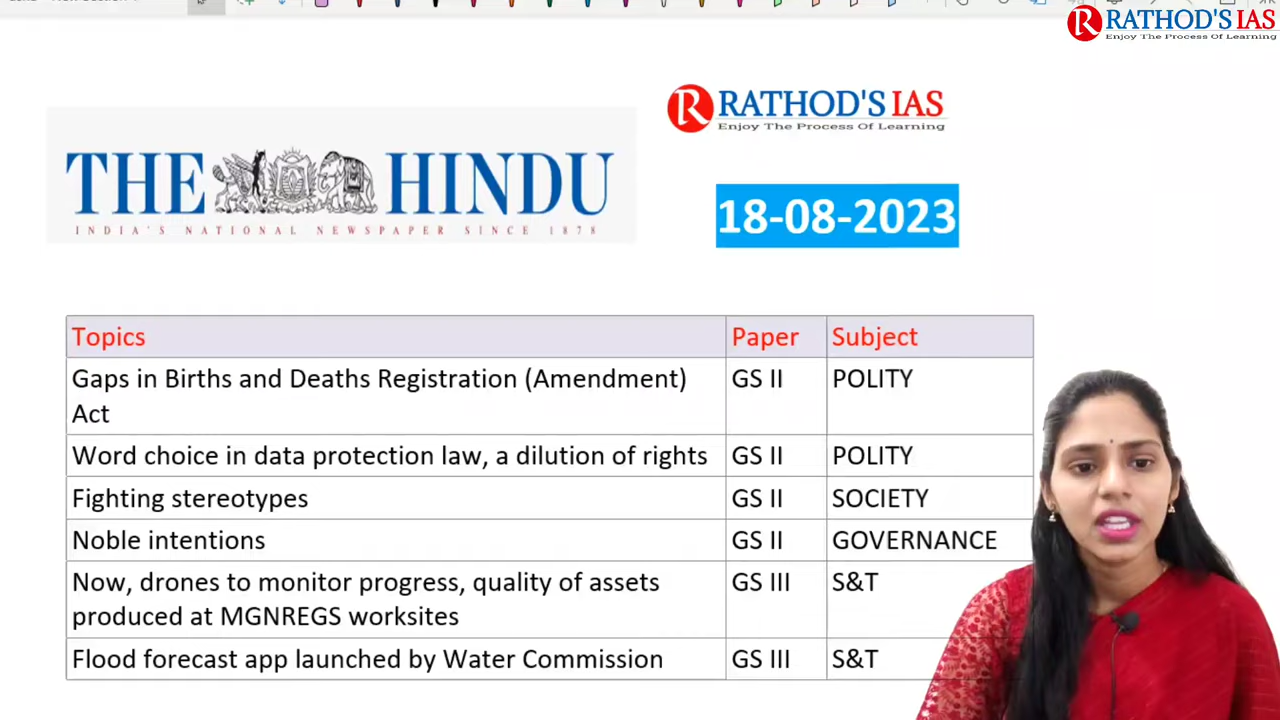 RATHOD'S IAS
Enjoy The Process Of Learning
RATHOD'S IAS
Enjoy The Process Of Learning
THE HINDU
INDIA'S NATIONAL NEWSPAPER SINCE 1878
18-08-2023
Topics Paper Subject
Gaps in Births and Deaths Registration (Amendment) GS II POLITY
Act
Word choice in data protection law, a dilution of rights GS II POLITY
Fighting stereotypes GS II SOCIETY
Noble intentions GS II GOVERNANCE
Now, drones to monitor progress, quality of assets GS III S&T
produced at MGNREGS worksites
Flood forecast app launched by Water Commission GS III S&T